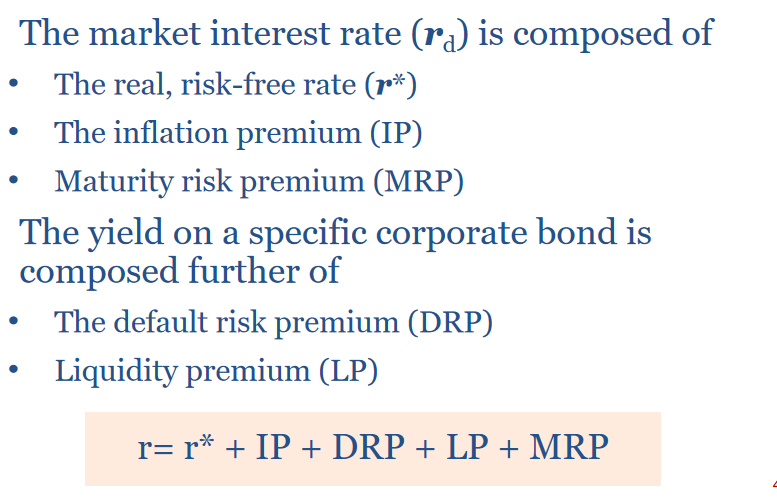 The market interest rate (r_d) is composed of
• The real, risk-free rate (r*)
• The inflation premium (IP)
• Maturity risk premium (MRP)
The yield on a specific corporate bond is
composed further of
• The default risk premium (DRP)
• Liquidity premium (LP)
r= r* + IP + DRP + LP + MRP